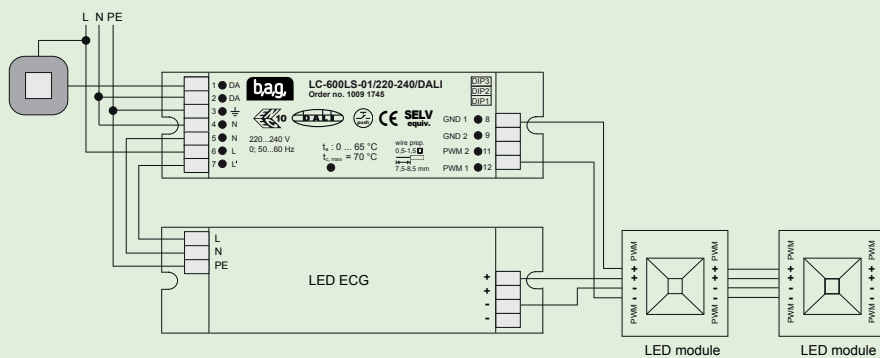 L N PE
1 DA
2 DA
3
4 N
5 N
6 L
7 L'
b.a.g.
LC-600LS-01/220-240/DALI
Order no. 1009 1745
10
DALI
push
CE
SELV
equiv.
220...240 V
0; 50...60 Hz
ta : 0 ... 65 °C
tc, max = 70 °C
wire prep.
0,5-1,5
7,5-8,5 mm
DIP3
DIP2
DIP1
GND 1 8
GND 2 9
PWM 2 11
PWM 1 12
L
N
PE
LED ECG
+
+
-
-
PWM + + - - PWM
PWM + + - - PWM
PWM + + - - PWM
PWM + + - - PWM
LED module
LED module